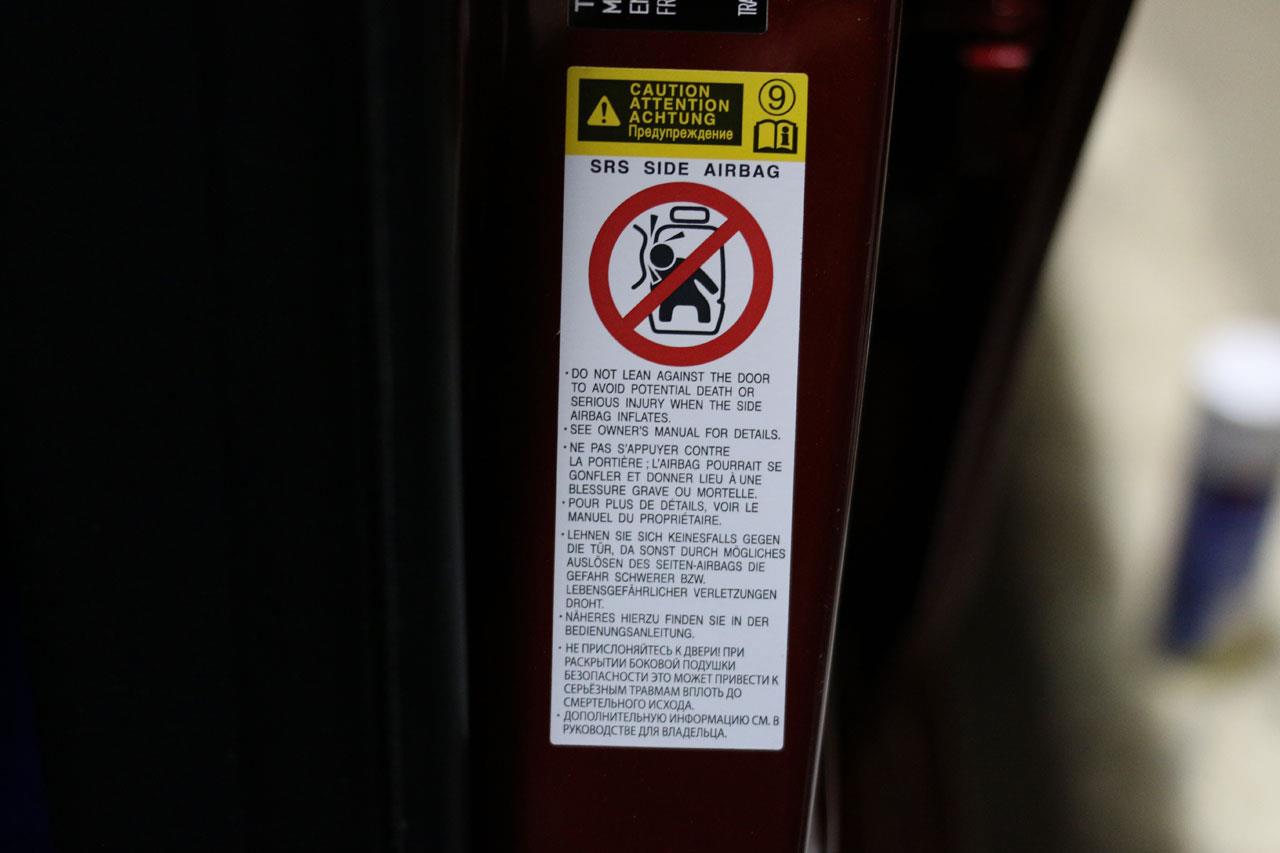 T
M
EN
FR
TRA
CAUTION
ATTENTION
ACHTUNG
Предупреждение
9
i
SRS SIDE AIRBAG
· DO NOT LEAN AGAINST THE DOOR
TO AVOID POTENTIAL DEATH OR
SERIOUS INJURY WHEN THE SIDE
AIRBAG INFLATES.
· SEE OWNER'S MANUAL FOR DETAILS.
· NE PAS S'APPUYER CONTRE
LA PORTIÈRE ; L'AIRBAG POURRAIT SE
GONFLER ET DONNER LIEU À UNE
BLESSURE GRAVE OU MORTELLE.
· POUR PLUS DE DÉTAILS, VOIR LE
MANUEL DU PROPRIÉTAIRE.
· LEHNEN SIE SICH KEINESFALLS GEGEN
DIE TÜR, DA SONST DURCH MÖGLICHES
AUSLÖSEN DES SEITEN-AIRBAGS DIE
GEFAHR SCHWERER BZW.
LEBENSGEFÄHRLICHER VERLETZUNGEN
DROHT.
· NÄHERES HIERZU FINDEN SIE IN DER
BEDIENUNGSANLEITUNG.
· НЕ ПРИСЛОНЯЙТЕСЬ К ДВЕРИ! ПРИ
РАСКРЫТИИ БОКОВОЙ ПОДУШКИ
БЕЗОПАСНОСТИ ЭТО МОЖЕТ ПРИВЕСТИ К
СЕРЬЁЗНЫМ ТРАВМАМ ВПЛОТЬ ДО
СМЕРТЕЛЬНОГО ИСХОДА.
· ДОПОЛНИТЕЛЬНУЮ ИНФОРМАЦИЮ СМ. В
РУКОВОДСТВЕ ДЛЯ ВЛАДЕЛЬЦА.